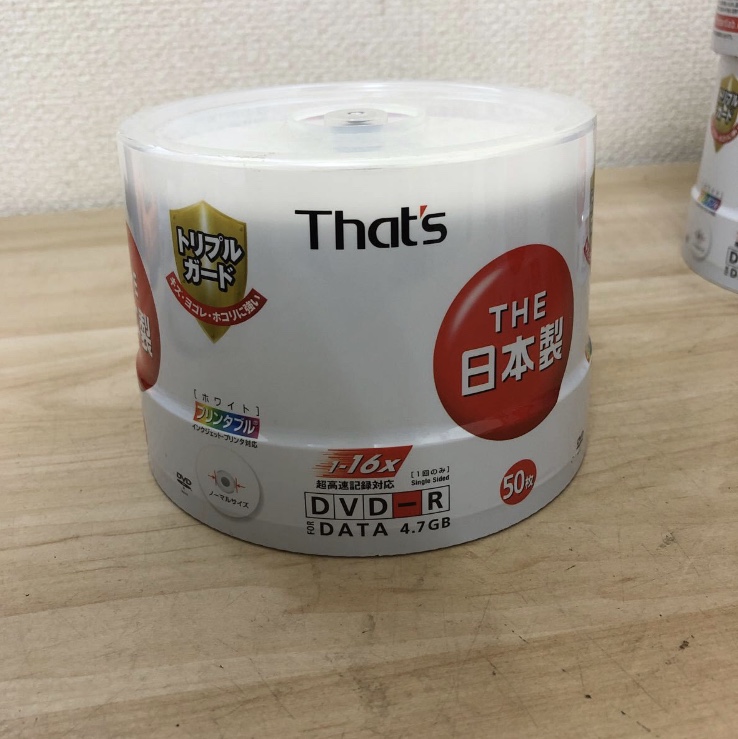 That's
トリプル
ガード
キズ・ヨゴレ・ホコリに強い
THE
日本製
製
[ホワイト]
プリンタブル
インクジェット・プリンタ対応
ノーマルサイズ
DVD
1-16x
超高速記録対応
[1回のみ]
Single Sided
DVD-R
FOR DATA 4.7GB
50枚